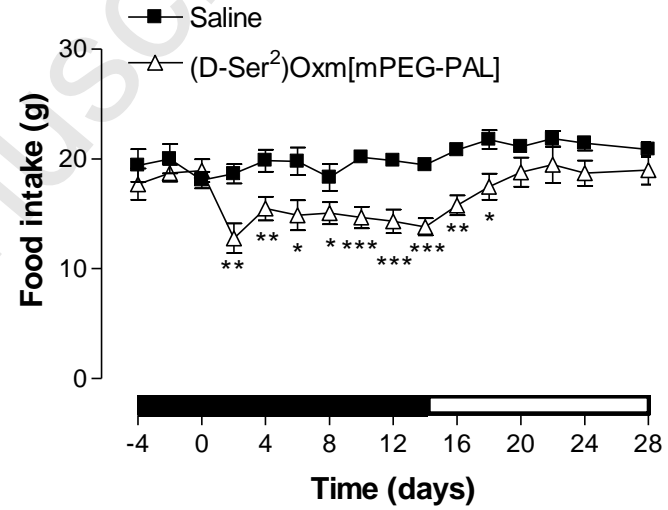 Saline
(D-Ser²)Oxm[mPEG-PAL]
30
20
10
0
Food intake (g)
** ** * * *** *** *** ** *
-4 0 4 8 12 16 20 24 28
Time (days)